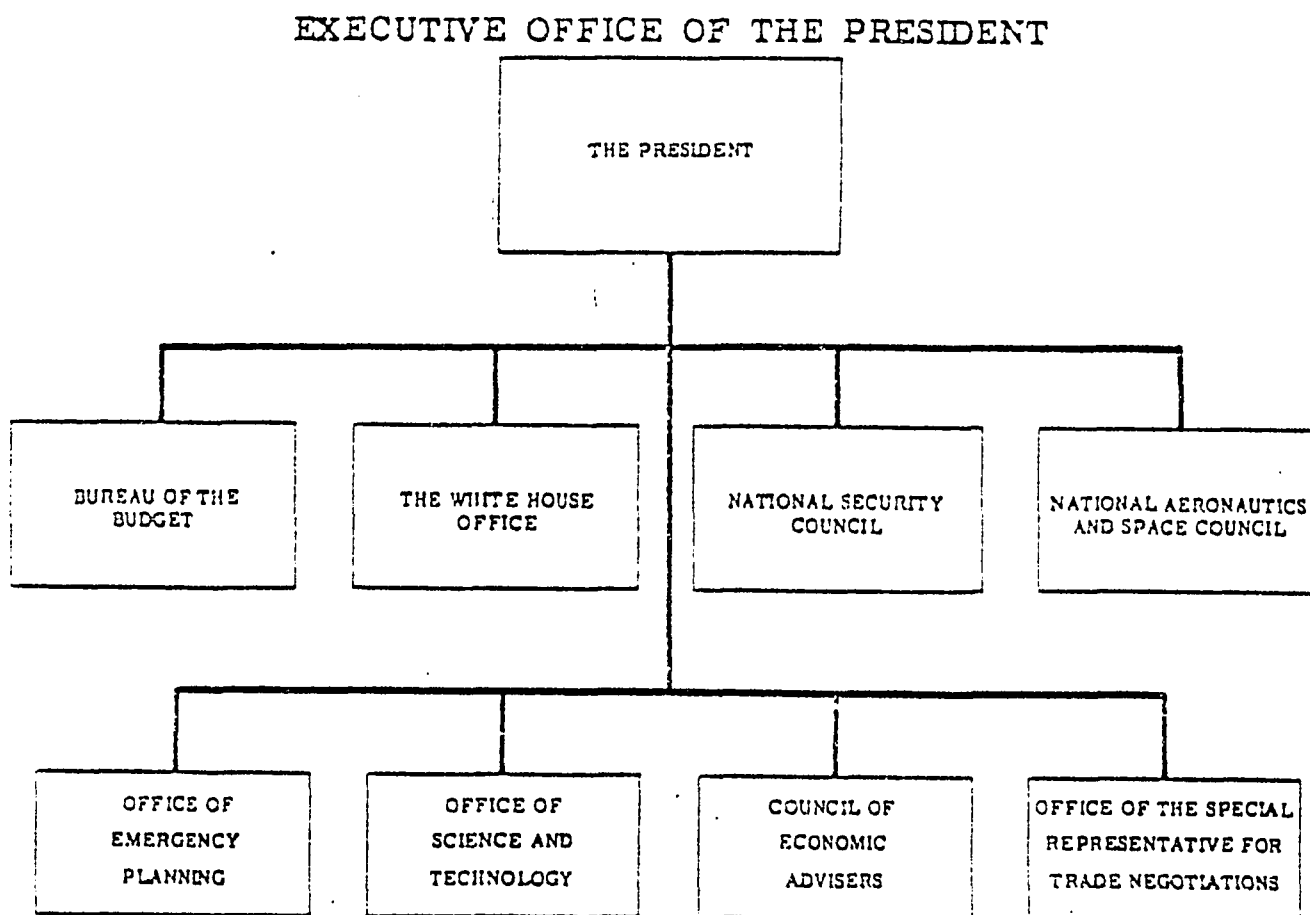 EXECUTIVE OFFICE OF THE PRESIDENT
THE PRESIDENT
BUREAU OF THE
BUDGET
THE WHITE HOUSE
OFFICE
NATIONAL SECURITY
COUNCIL
NATIONAL AERONAUTICS
AND SPACE COUNCIL
OFFICE OF
EMERGENCY
PLANNING
OFFICE OF
SCIENCE AND
TECHNOLOGY
COUNCIL OF
ECONOMIC
ADVISERS
OFFICE OF THE SPECIAL
REPRESENTATIVE FOR
TRADE NEGOTIATIONS